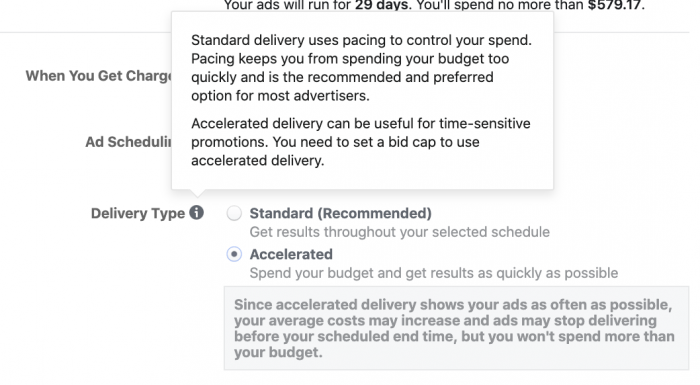 Your ads will run for 29 days. You'll spend no more than $579.17.
Standard delivery uses pacing to control your spend.
Pacing keeps you from spending your budget too
quickly and is the recommended and preferred
option for most advertisers.
Accelerated delivery can be useful for time-sensitive
promotions. You need to set a bid cap to use
accelerated delivery.
When You Get Charg
Ad Scheduli
Delivery Type
Standard (Recommended)
Get results throughout your selected schedule
Accelerated
Spend your budget and get results as quickly as possible
Since accelerated delivery shows your ads as often as possible,
your average costs may increase and ads may stop delivering
before your scheduled end time, but you won't spend more than
your budget.